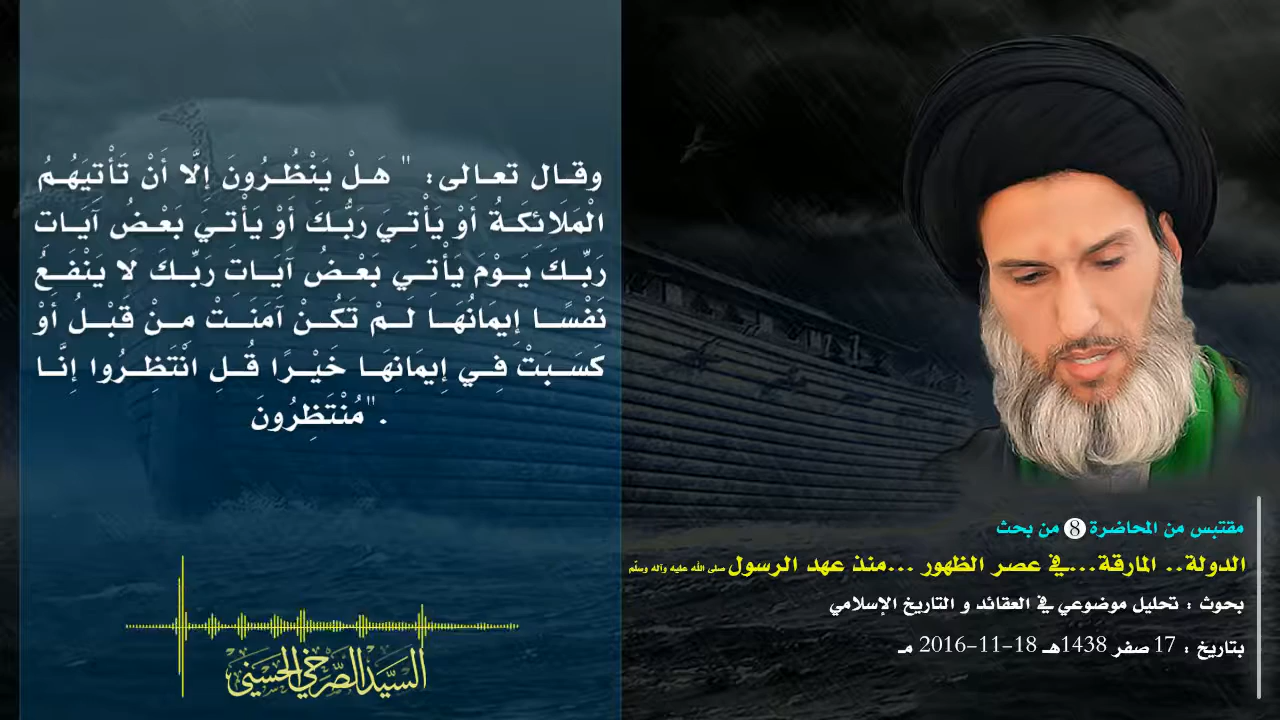 وقال تعالى: " هَلْ يَنْظُرُونَ إِلَّا أَنْ تَأْتِيَهُمُ
الْمَلَائِكَةُ أَوْ يَأْتِيَ رَبُّكَ أَوْ يَأْتِيَ بَعْضُ آيَات
رَبِّكَ يَوْمَ يَأْتِي بَعْضُ آيَاتِ رَبِّكَ لا يَنْفَعُ
نَفْسًا إِيمَانُهَا لَمْ تَكُنْ آمَنَتْ مِنْ قَبْلُ أَوْ
كَسَبَتْ فِي إِيمَانِهَا خَيْرًا قُلِ انْتَظِرُوا إِنَّا
مُنْتَظِرُونَ".
السيد الصرخي الحسني
مقتبس من المحاضرة 8 من بحث
الدولة.. المارقة...في عصر الظهور ...منذ عهد الرسول صلى الله عليه وآله وسلّم
بحوث : تحليل موضوعي في العقائد و التاريخ الإسلامي
بتاريخ : 17 صفر 1438هـ 18-11-2016 مـ